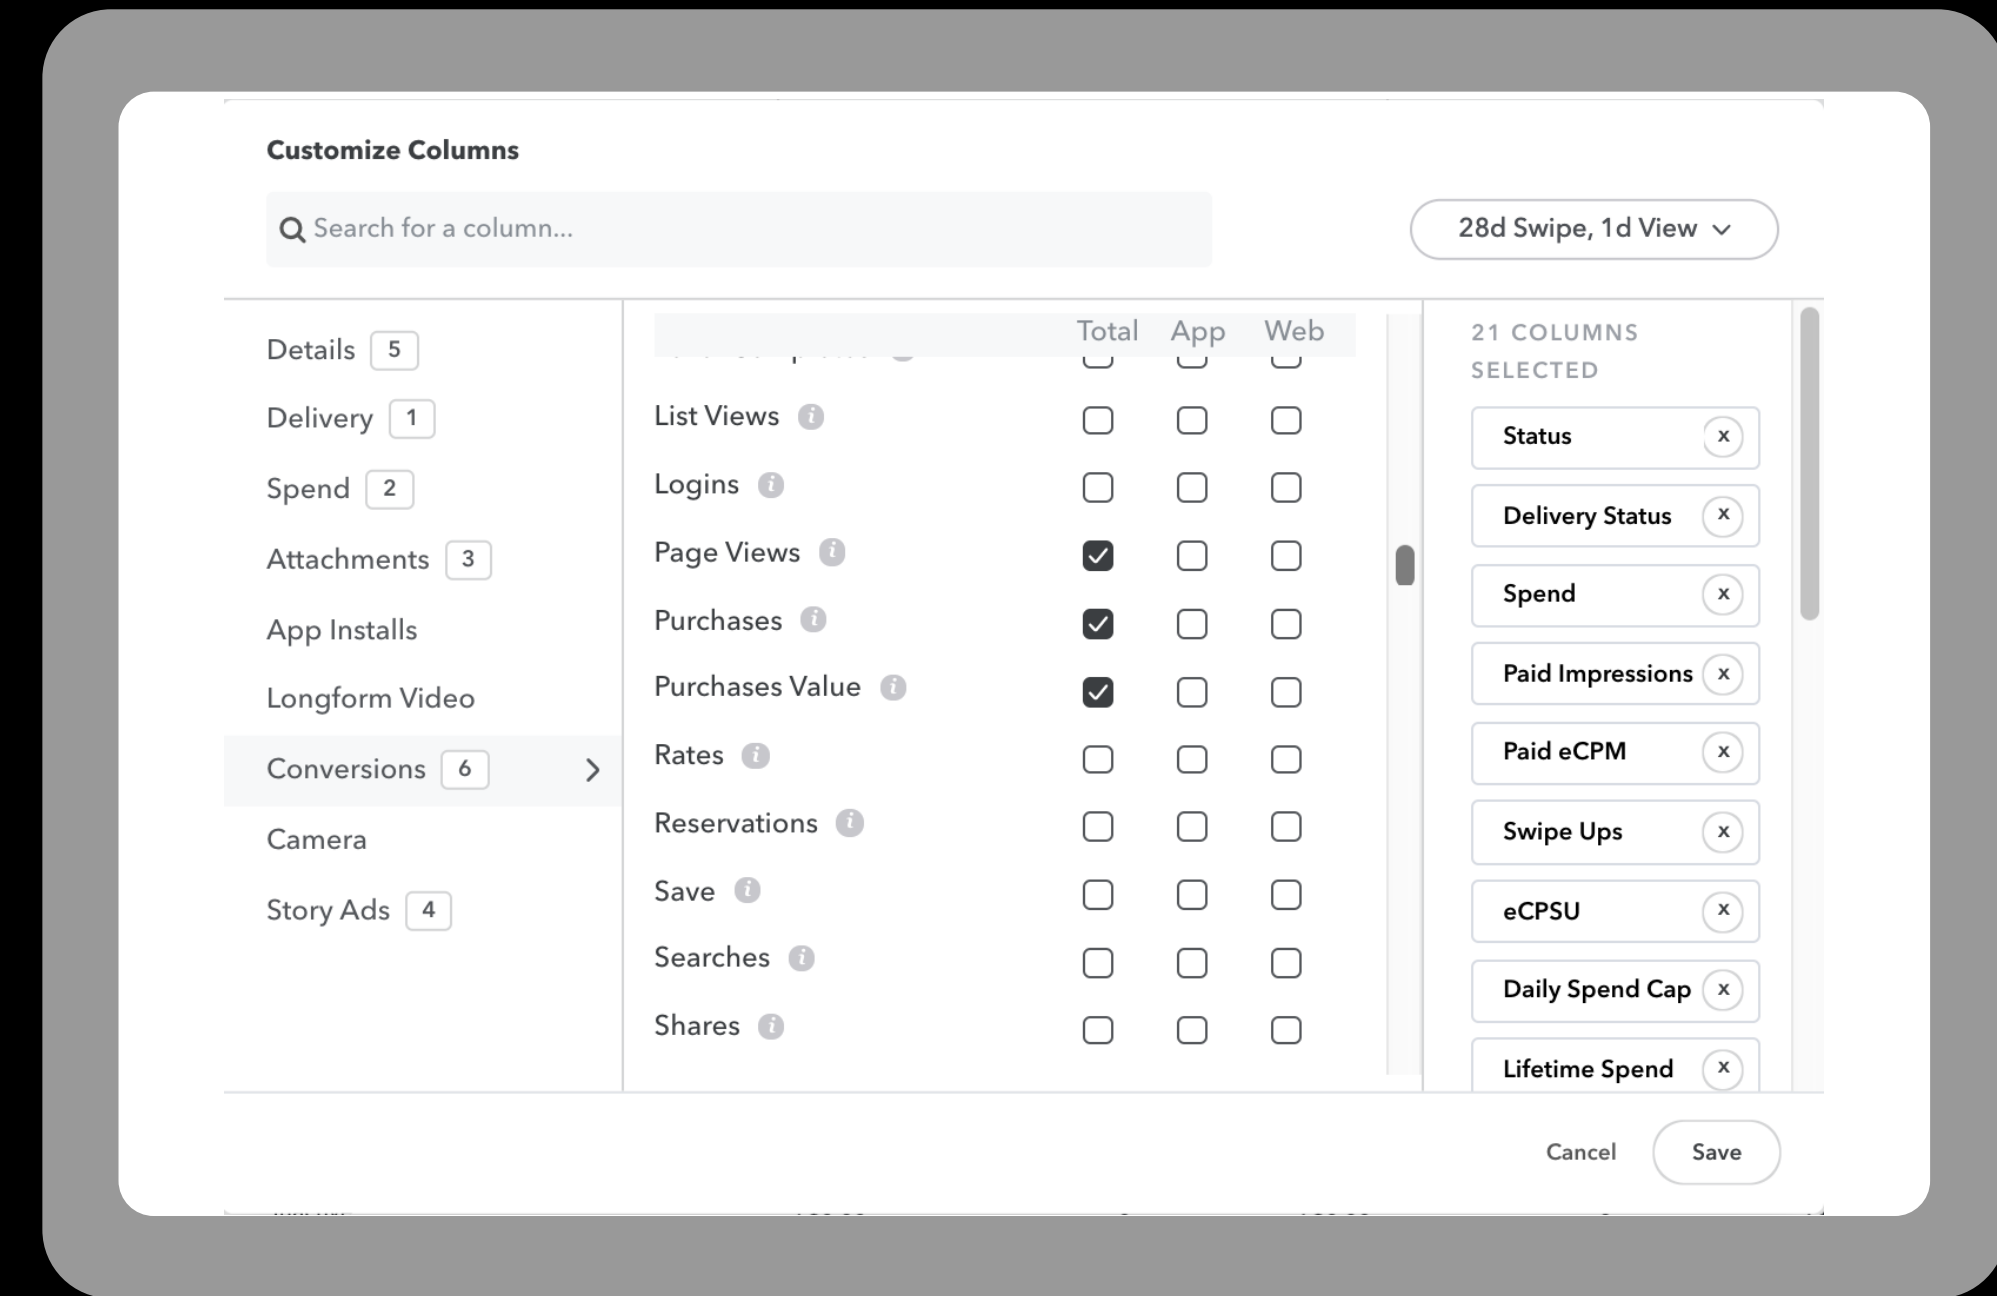 Customize Columns
Search for a column...
28d Swipe, 1d View
Details 5
Delivery 1
Spend 2
Attachments 3
App Installs
Longform Video
Conversions 6
Camera
Story Ads 4
Total App Web
List Views
Logins
Page Views
Purchases
Purchases Value
Rates
Reservations
Save
Searches
Shares
21 COLUMNS
SELECTED
Status x
Delivery Status x
Spend x
Paid Impressions x
Paid eCPM x
Swipe Ups x
eCPSU x
Daily Spend Cap x
Lifetime Spend x
Cancel Save